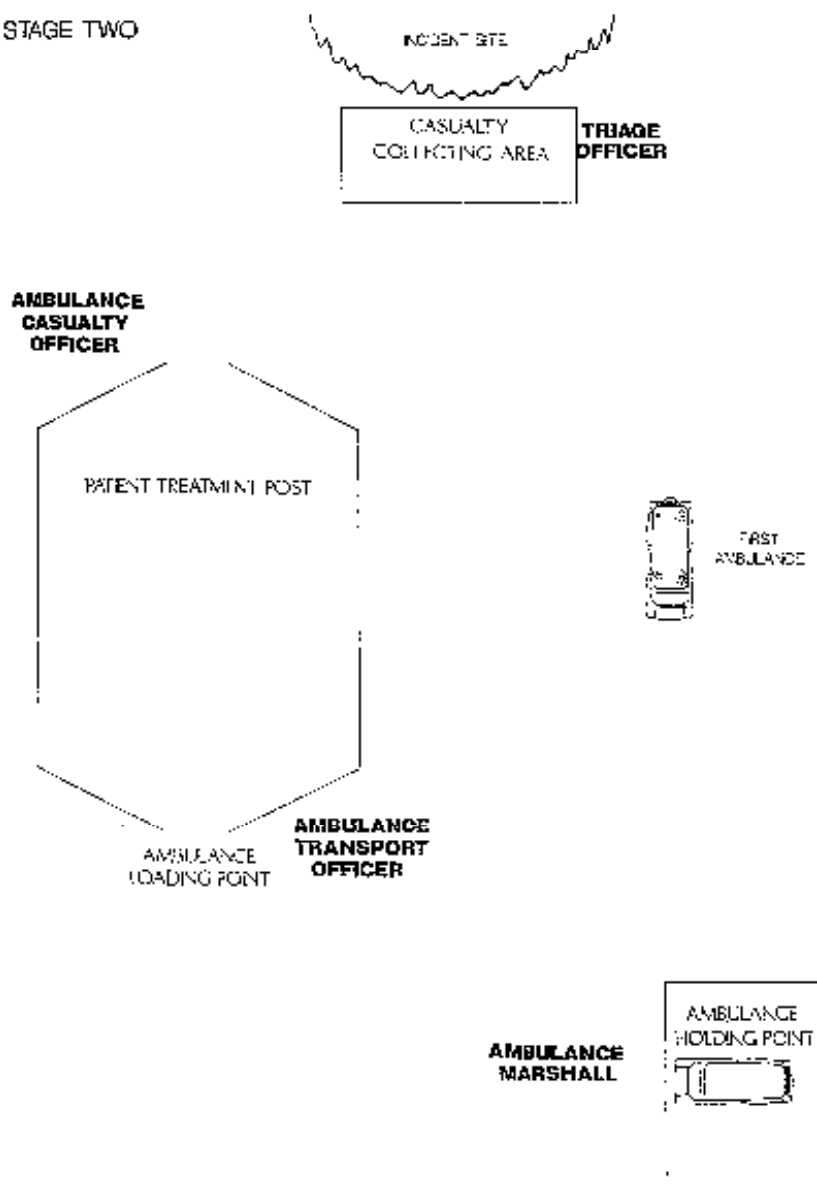 STAGE TWO
INCIDENT SITE
CASUALTY
COLLECTING AREA
TRIAGE
OFFICER
AMBULANCE
CASUALTY
OFFICER
PATIENT TREATMENT POST
FIRST
AMBULANCE
AMBULANCE
LOADING POINT
AMBULANCE
TRANSPORT
OFFICER
AMBULANCE
HOLDING POINT
AMBULANCE
MARSHALL